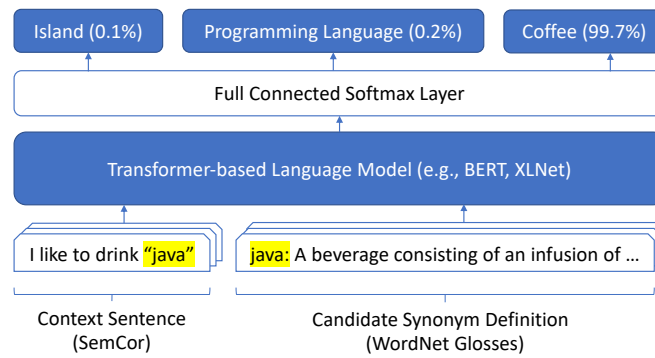 Island (0.1%)
Programming Language (0.2%)
Coffee (99.7%)
Full Connected Softmax Layer
Transformer-based Language Model (e.g., BERT, XLNet)
I like to drink “java”
java: A beverage consisting of an infusion of ...
Context Sentence
(SemCor)
Candidate Synonym Definition
(WordNet Glosses)